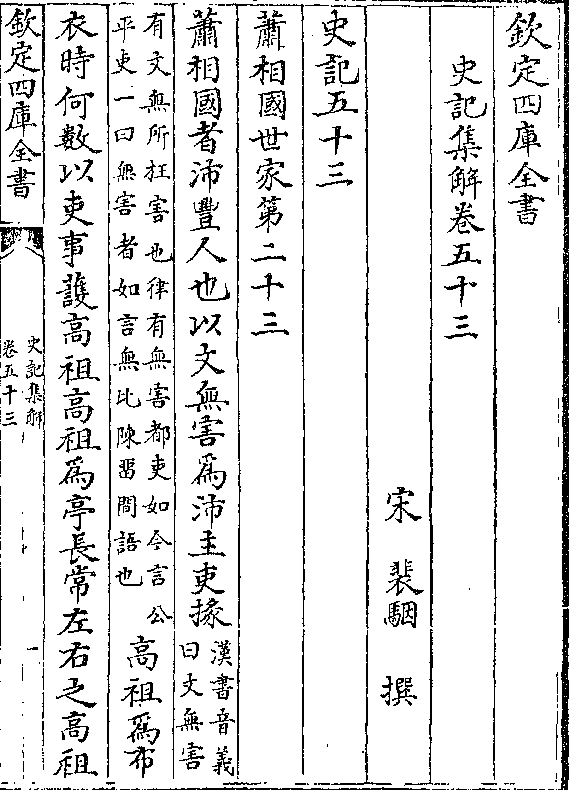 欽定四庫全書
史記集解卷五十三
宋 裴駰 撰
史記五十三
蕭相國世家第二十三
蕭相國者沛豐人也以文無害爲沛主吏掾漢書音義
曰文無害
有文無所枉害也律有無害都吏如今言公
平吏一曰無害者如言無比陳留間語也高祖爲布
衣時何數以吏事護高祖高祖爲亭長常左右之高祖
欽定四庫全書
史記集解
卷五十三
一